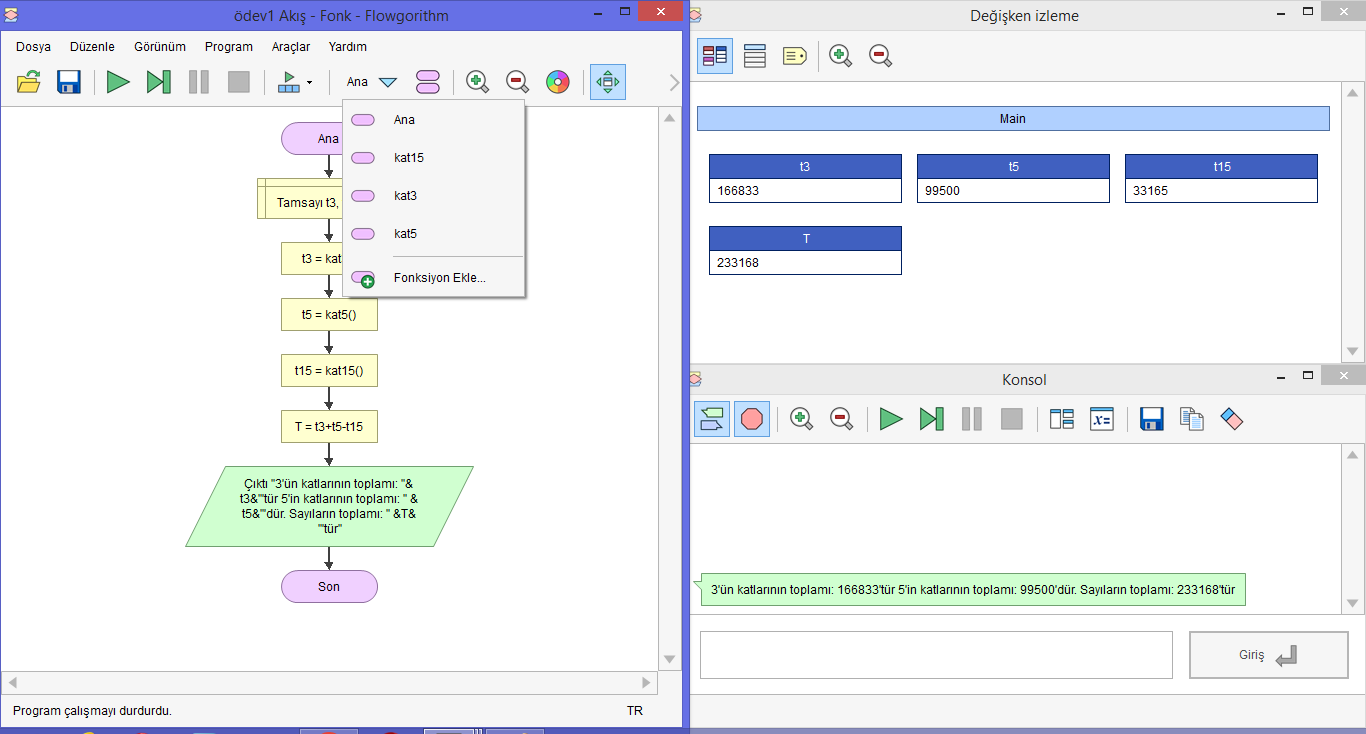 ödev1 Akış - Fonk - Flowgorithm
Dosya Düzenle Görünüm Program Araçlar Yardım
Ana
Ana
kat15
kat3
kat5
Fonksiyon Ekle...
Ana
Tamsayı t3,
t3 = kat
t5 = kat5()
t15 = kat15()
T = t3+t5-t15
Çıktı "3'ün katlarının toplamı: "&
t3&"'tür 5'in katlarının toplamı: " &
t5&"'dür. Sayıların toplamı: " &T&
"'tür"
Son
Program çalışmayı durdurdu. TR
Değişken izleme
Main
t3 t5 t15
166833 99500 33165
T
233168
Konsol
x=
3'ün katlarının toplamı: 166833'tür 5'in katlarının toplamı: 99500'dür. Sayıların toplamı: 233168'tür
Giriş